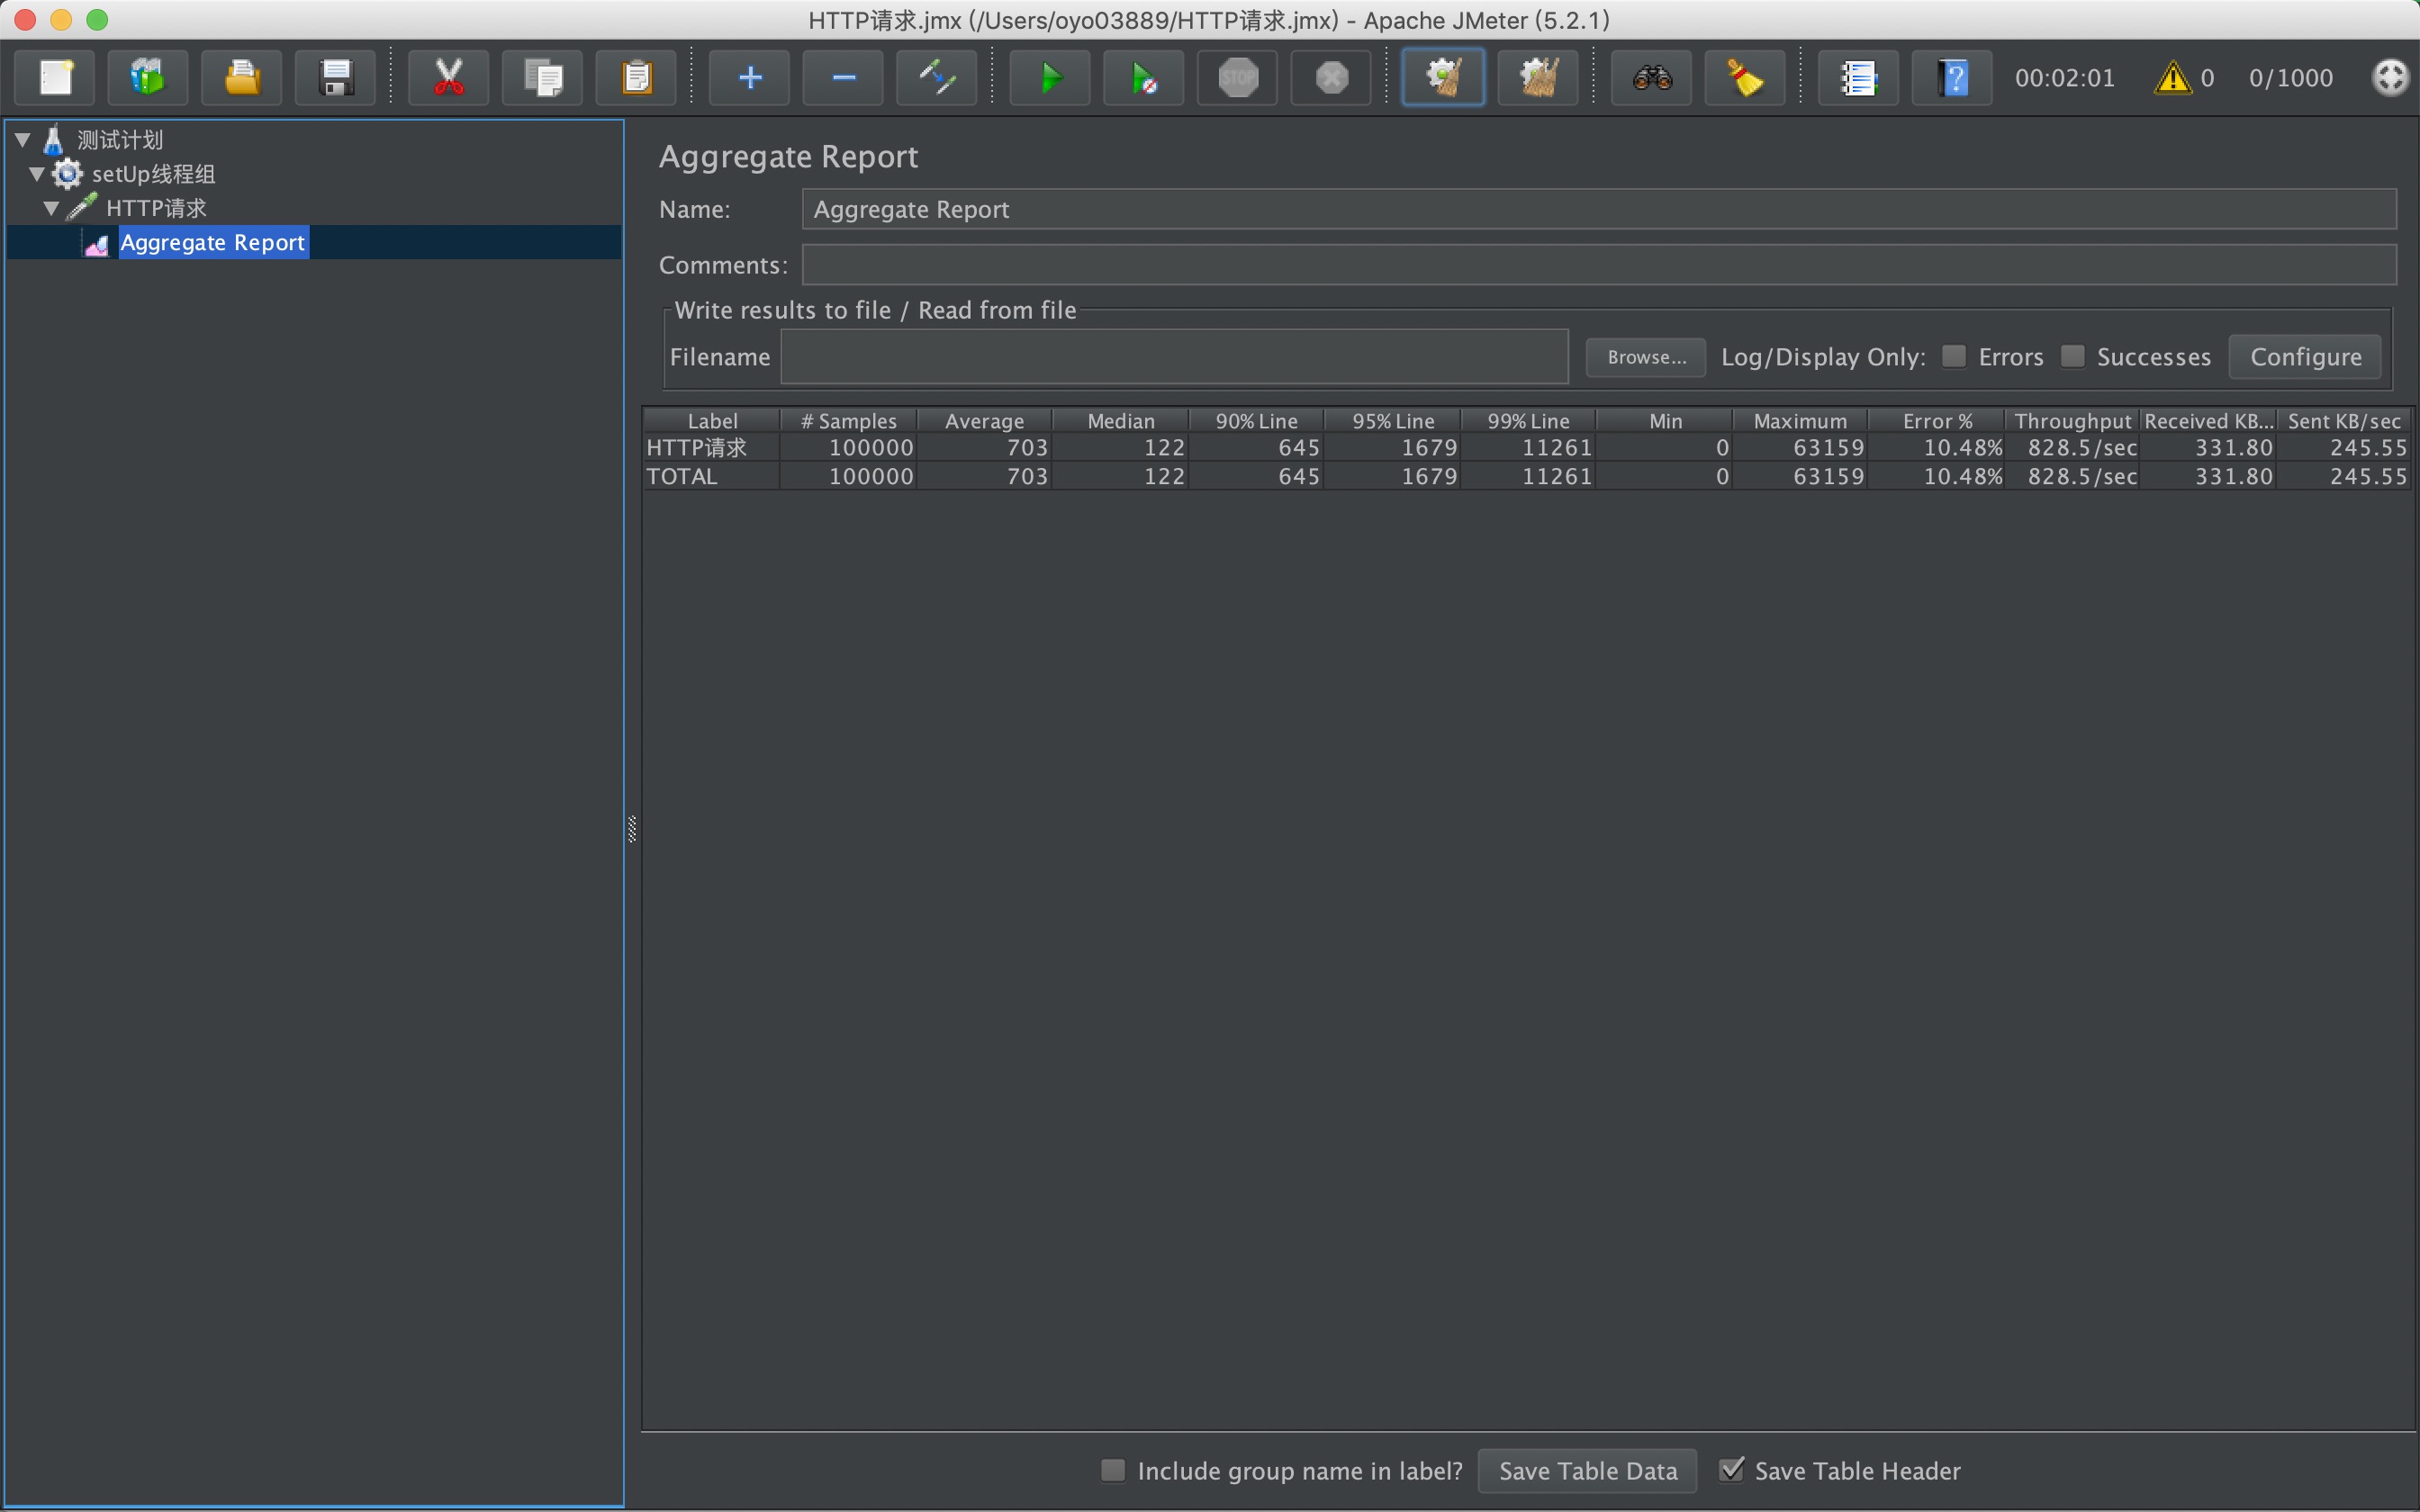 HTTP请求.jmx (/Users/oyo03889/HTTP请求.jmx) - Apache JMeter (5.2.1)
STOP 00:02:01 0 0/1000
测试计划
setUp线程组
HTTP请求
Aggregate Report
Aggregate Report
Name: Aggregate Report
Comments:
Write results to file / Read from file
Filename Browse... Log/Display Only: Errors Successes Configure
Label # Samples Average Median 90% Line 95% Line 99% Line Min Maximum Error % Throughput Received KB... Sent KB/sec
HTTP请求 100000 703 122 645 1679 11261 0 63159 10.48% 828.5/sec 331.80 245.55
TOTAL 100000 703 122 645 1679 11261 0 63159 10.48% 828.5/sec 331.80 245.55
Include group name in label? Save Table Data Save Table Header